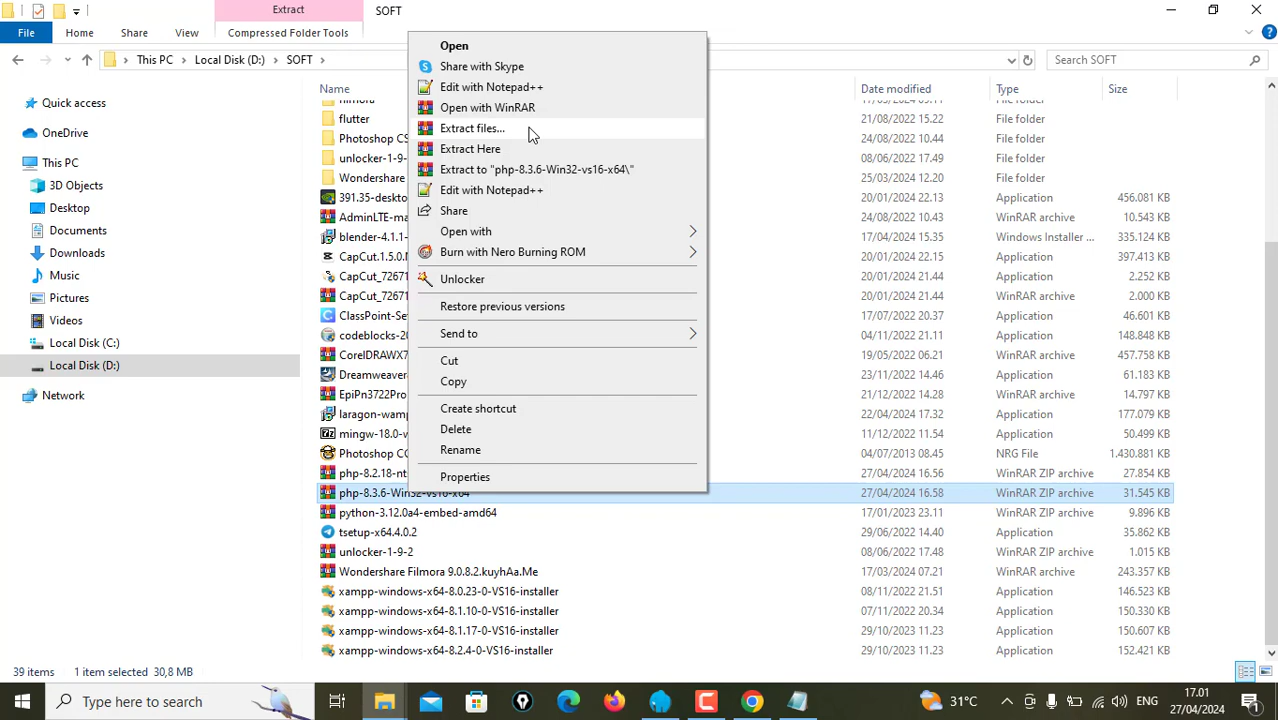 Extract SOFT
File Home Share View Compressed Folder Tools
This PC Local Disk (D:) SOFT Search SOFT
Name Date modified Type Size
Quick access
OneDrive
This PC
3D Objects
Desktop
Documents
Downloads
Music
Pictures
Videos
Local Disk (C:)
Local Disk (D:)
Network
Open
Share with Skype
Edit with Notepad++
Open with WinRAR
Extract files...
Extract Here
Extract to "php-8.3.6-Win32-vs16-x64\"
Edit with Notepad++
Share
Open with
Burn with Nero Burning ROM
Unlocker
Restore previous versions
Send to
Cut
Copy
Create shortcut
Delete
Rename
Properties
File folder
flutter 21/08/2022 15.22 File folder
Photoshop CS 04/07/2013 08.40 File folder
unlocker-1-9- 08/06/2022 17.49 File folder
Wondershare 25/03/2024 12.20 File folder
391.35-deskto 20/01/2024 22.13 Application 456.081 KB
AdminLTE-ma 24/08/2022 10.43 WinRAR archive 10.543 KB
blender-4.1.1- 17/04/2024 15.35 Windows Installer ... 335.124 KB
CapCut.1.5.0.N 20/01/2024 22.15 Application 397.413 KB
CapCut_72671 20/01/2024 21.44 Application 2.252 KB
CapCut_72671 20/01/2024 21.44 WinRAR archive 2.000 KB
ClassPoint-Set 17/07/2022 20.37 Application 46.601 KB
codeblocks-20 04/11/2022 21.50 Application 148.848 KB
CorelDRAWX7 19/05/2022 06.21 WinRAR archive 457.758 KB
Dreamweaver 23/11/2022 14.46 Application 61.183 KB
EpiPn3722Pro 21/12/2022 14.28 WinRAR archive 14.797 KB
laragon-wamp 22/04/2024 17.32 Application 177.079 KB
mingw-18.0-w 11/12/2022 11.54 Application 50.499 KB
Photoshop CC 04/07/2013 08.45 NRG File 1.430.881 KB
php-8.2.18-nt 27/04/2024 16.56 WinRAR ZIP archive 27.854 KB
php-8.3.6-Win32-vs16-x64 27/04/2024 16.58 WinRAR ZIP archive 31.545 KB
python-3.12.0a4-embed-amd64 17/01/2023 23.11 WinRAR ZIP archive 9.896 KB
tsetup-x64.4.0.2 29/06/2022 14.40 Application 35.862 KB
unlocker-1-9-2 08/06/2022 17.48 WinRAR ZIP archive 1.015 KB
Wondershare Filmora 9.0.8.2.kuyhAa.Me 17/03/2024 07.21 WinRAR archive 243.357 KB
xampp-windows-x64-8.0.23-0-VS16-installer 08/11/2022 21.51 Application 146.523 KB
xampp-windows-x64-8.1.10-0-VS16-installer 07/11/2022 20.34 Application 150.330 KB
xampp-windows-x64-8.1.17-0-VS16-installer 29/10/2023 11.23 Application 150.607 KB
xampp-windows-x64-8.2.4-0-VS16-installer 29/10/2023 11.23 Application 152.421 KB
39 items 1 item selected 30,8 MB
Type here to search 31°C ENG 17.01
27/04/2024